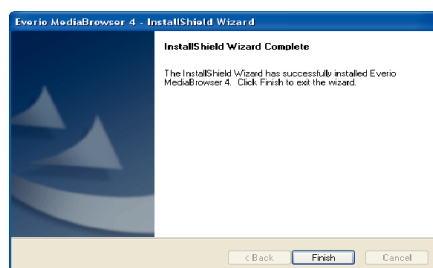 Everio MediaBrowser 4 - InstallShield Wizard
InstallShield Wizard Complete
The InstallShield Wizard has successfully installed Everio
MediaBrowser 4. Click Finish to exit the wizard.
< Back Finish Cancel